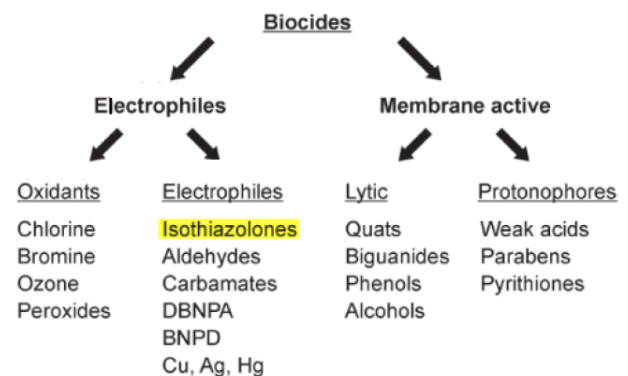 Biocides
Electrophiles
Membrane active
Oxidants
Chlorine
Bromine
Ozone
Peroxides
Electrophiles
Isothiazolones
Aldehydes
Carbamates
DBNPA
BNPD
Cu, Ag, Hg
Lytic
Quats
Biguanides
Phenols
Alcohols
Protonophores
Weak acids
Parabens
Pyrithiones